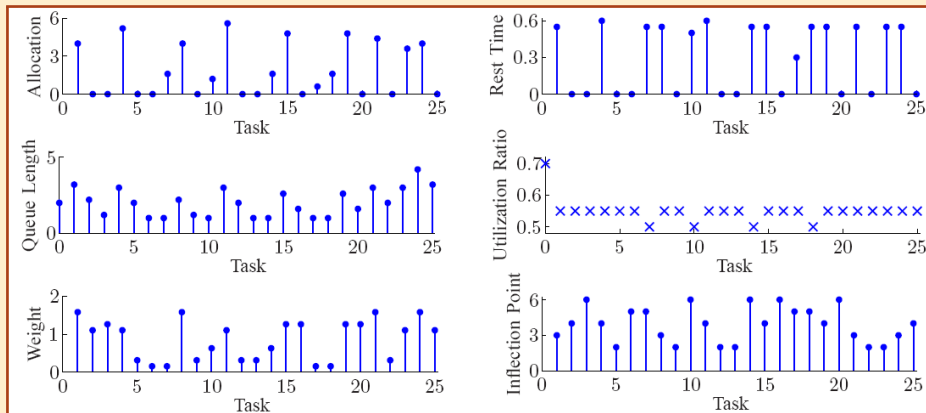 Allocation
6
3
0
0 5 10 15 20 25
Task
Rest Time
0.6
0.3
0
0 5 10 15 20 25
Task
Queue Length
5
0
0 5 10 15 20 25
Task
Utilization Ratio
0.7
0.6
0.5
0 5 10 15 20 25
Task
Weight
2
1
0
0 5 10 15 20 25
Task
Inflection Point
6
3
0
0 5 10 15 20 25
Task